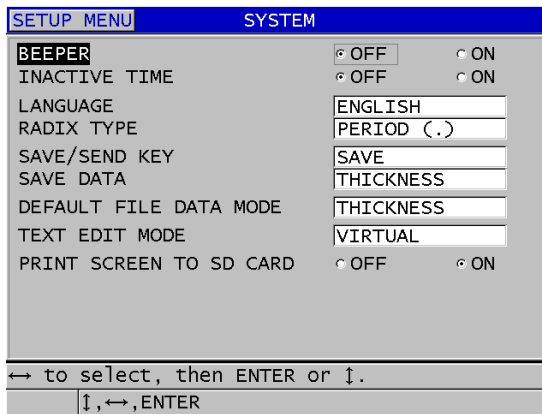 SETUP MENU SYSTEM
BEEPER OFF ON
INACTIVE TIME OFF ON
LANGUAGE ENGLISH
RADIX TYPE PERIOD (.)
SAVE/SEND KEY SAVE
SAVE DATA THICKNESS
DEFAULT FILE DATA MODE THICKNESS
TEXT EDIT MODE VIRTUAL
PRINT SCREEN TO SD CARD OFF ON
↔ to select, then ENTER or ↕.
↕,↔,ENTER